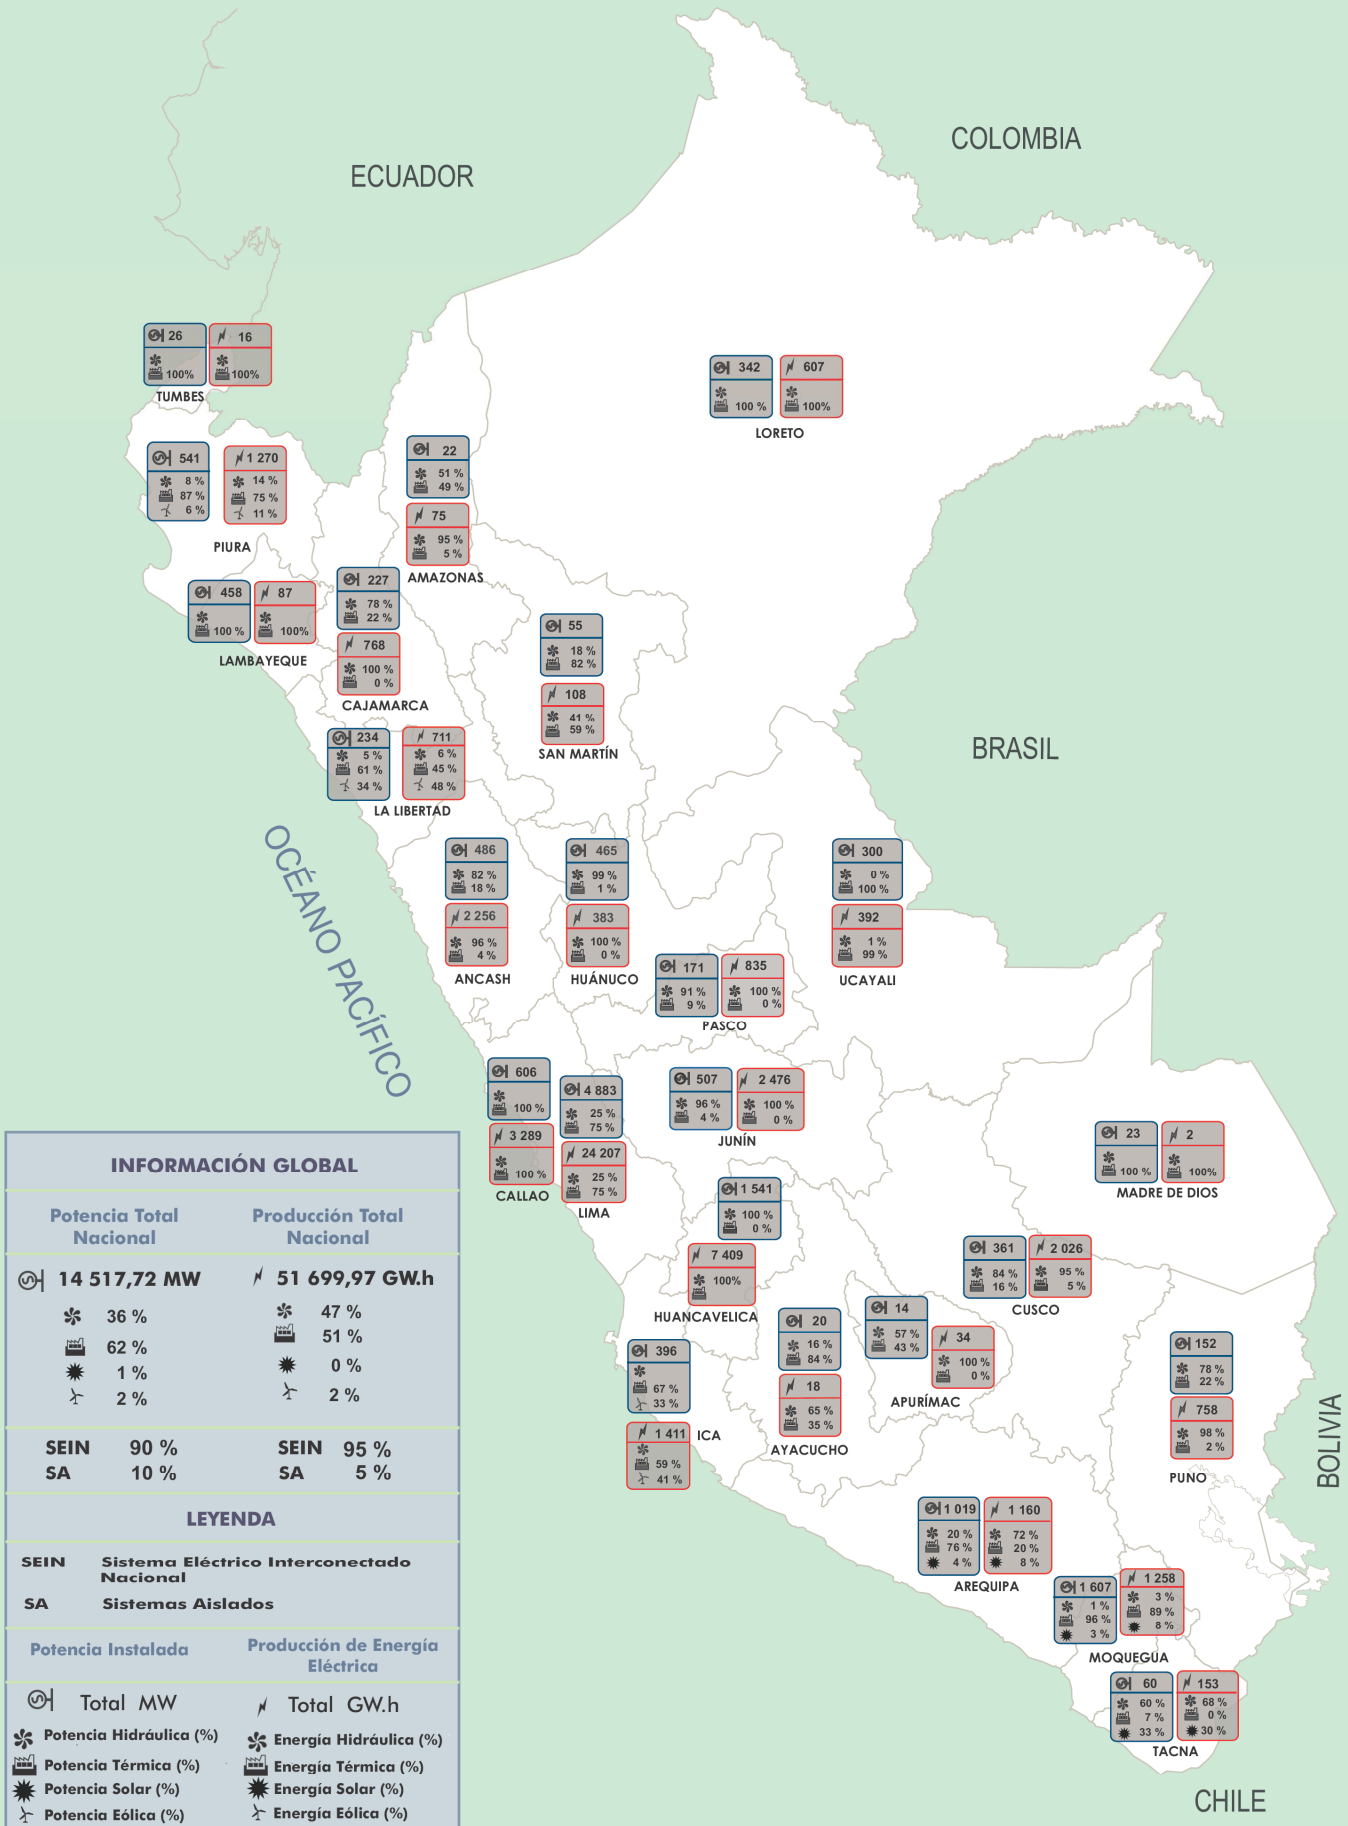 COLOMBIA
ECUADOR
26
16
100%
100%
TUMBES
342
607
100 %
100%
LORETO
541
1 270
8 %
14 %
87 %
75 %
6 %
11 %
PIURA
22
51 %
49 %
75
95 %
5 %
AMAZONAS
458
87
100 %
100%
LAMBAYEQUE
227
78 %
22 %
768
100 %
0 %
CAJAMARCA
55
18 %
82 %
108
41 %
59 %
SAN MARTÍN
234
711
5 %
6 %
61 %
45 %
34 %
48 %
LA LIBERTAD
BRASIL
OCÉANO PACÍFICO
486
82 %
18 %
2 256
96 %
4 %
ANCASH
465
99 %
1 %
383
100 %
0 %
HUÁNUCO
300
0 %
100 %
392
1 %
99 %
UCAYALI
171
835
91 %
100 %
9 %
0 %
PASCO
606
100 %
3 289
100 %
CALLAO
4 883
25 %
75 %
24 207
25 %
75 %
LIMA
507
2 476
96 %
100 %
4 %
0 %
JUNÍN
23
2
100 %
100%
MADRE DE DIOS
1 541
100 %
0 %
7 409
100%
HUANCAVELICA
361
2 026
84 %
95 %
16 %
5 %
CUSCO
20
16 %
84 %
18
65 %
35 %
AYACUCHO
14
57 %
43 %
34
100 %
0 %
APURÍMAC
396
67 %
33 %
1 411
59 %
41 %
ICA
152
78 %
22 %
758
98 %
2 %
PUNO
BOLIVIA
1 019
1 160
20 %
72 %
76 %
20 %
4 %
8 %
AREQUIPA
1 607
1 258
1 %
3 %
96 %
89 %
3 %
8 %
MOQUEGUA
60
153
60 %
68 %
7 %
0 %
33 %
30 %
TACNA
CHILE
INFORMACIÓN GLOBAL
Potencia Total
Nacional
Producción Total
Nacional
14 517,72 MW
51 699,97 GW.h
36 %
47 %
62 %
51 %
1 %
0 %
2 %
2 %
SEIN 90 %
SEIN 95 %
SA 10 %
SA 5 %
LEYENDA
SEIN Sistema Eléctrico Interconectado
Nacional
SA Sistemas Aislados
Potencia Instalada
Producción de Energía
Eléctrica
Total MW
Total GW.h
Potencia Hidráulica (%)
Energía Hidráulica (%)
Potencia Térmica (%)
Energía Térmica (%)
Potencia Solar (%)
Energía Solar (%)
Potencia Eólica (%)
Energía Eólica (%)